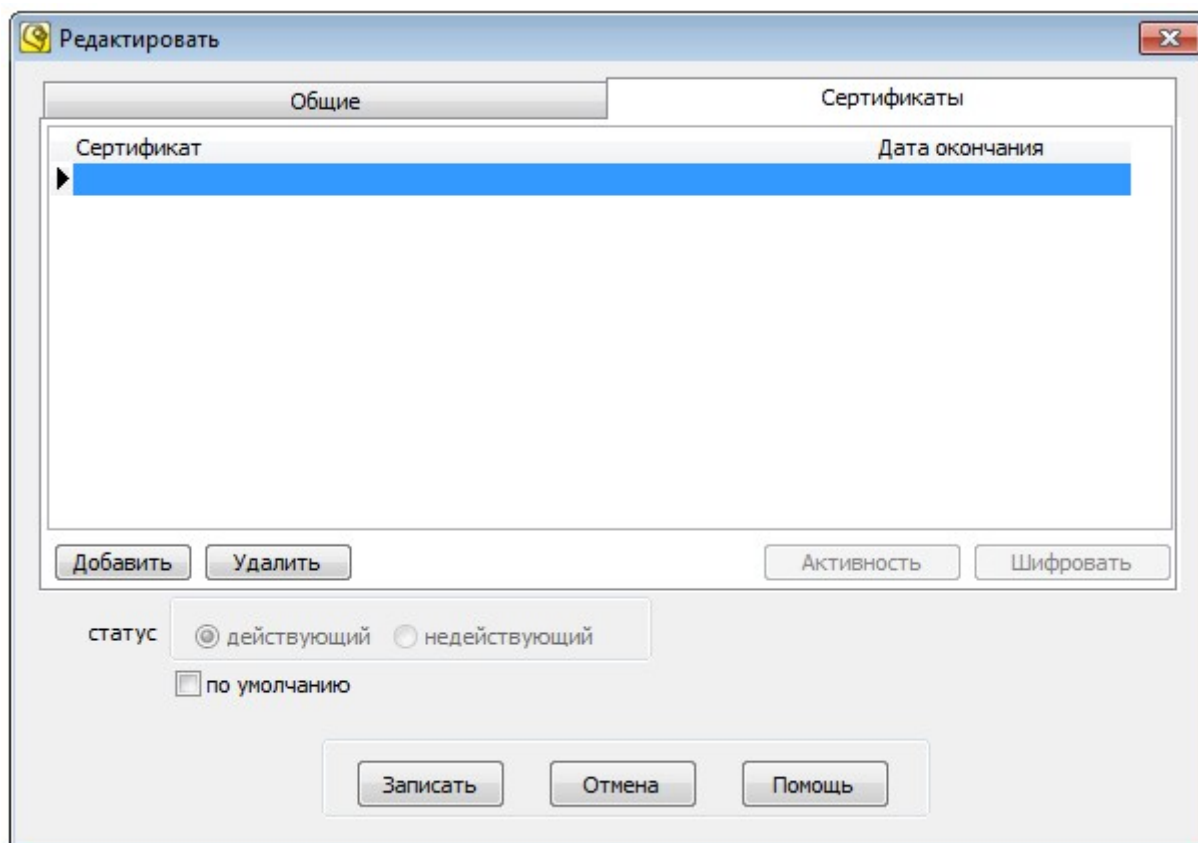 Редактировать
Общие Сертификаты
Сертификат Дата окончания
Добавить Удалить Активность Шифровать
статус действующий недействующий
по умолчанию
Записать Отмена Помощь